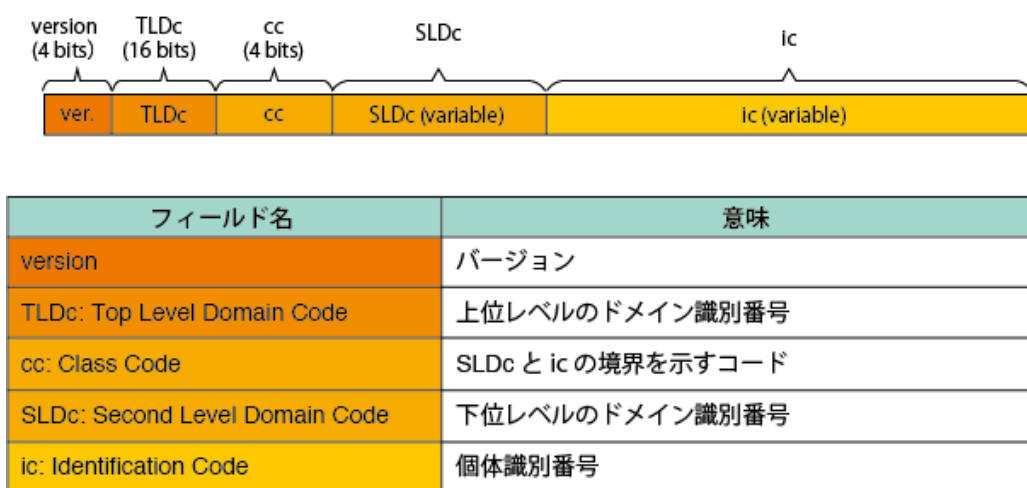 version
(4 bits)
TLDc
(16 bits)
cc
(4 bits)
SLDc
ic
ver.
TLDc
cc
SLDc (variable)
ic (variable)
フィールド名
意味
version
バージョン
TLDc: Top Level Domain Code
上位レベルのドメイン識別番号
cc: Class Code
SLDc と ic の境界を示すコード
SLDc: Second Level Domain Code
下位レベルのドメイン識別番号
ic: Identification Code
個体識別番号